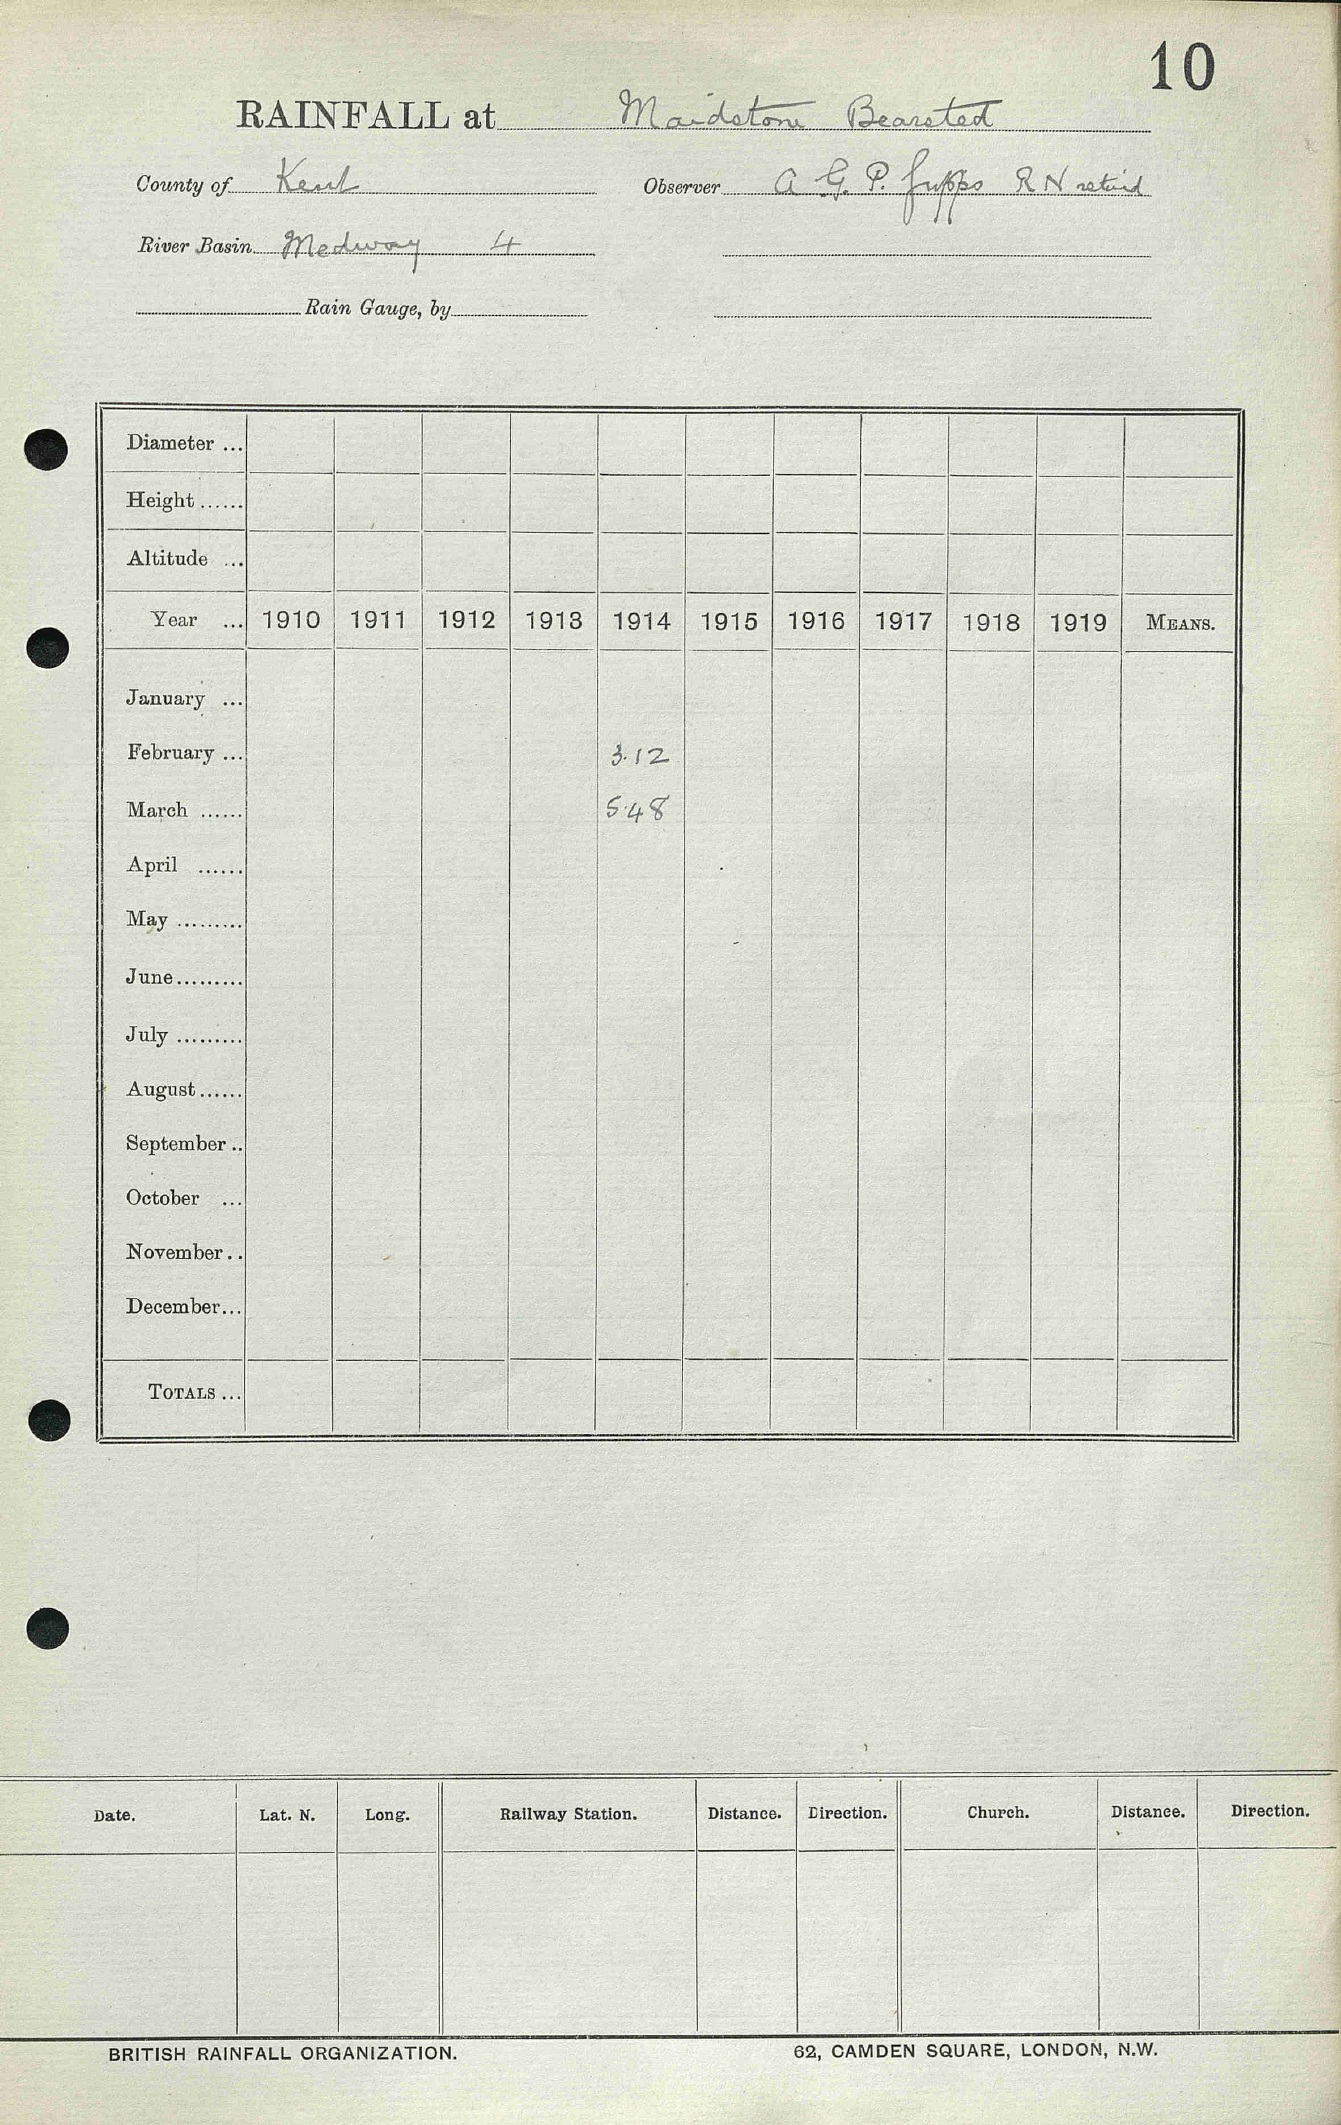 10
RAINFALL at Maidstone Bearsted
County of Kent Observer A G. P. RN retired
River Basin Medway 4
Rain Gauge, by
Diameter ...
Height ......
Altitude ...
Year ... 1910 1911 1912 1913 1914 1915 1916 1917 1918 1919 MEANS.
January ...
February ... 3.12
March ...... 5.48
April ......
May .........
June.........
July .........
August......
September ..
October ...
November..
December...
TOTALS ...
Date. Lat. N. Long. Railway Station. Distance. Direction. Church. Distance. Direction.
BRITISH RAINFALL ORGANIZATION. 62, CAMDEN SQUARE, LONDON, N.W.